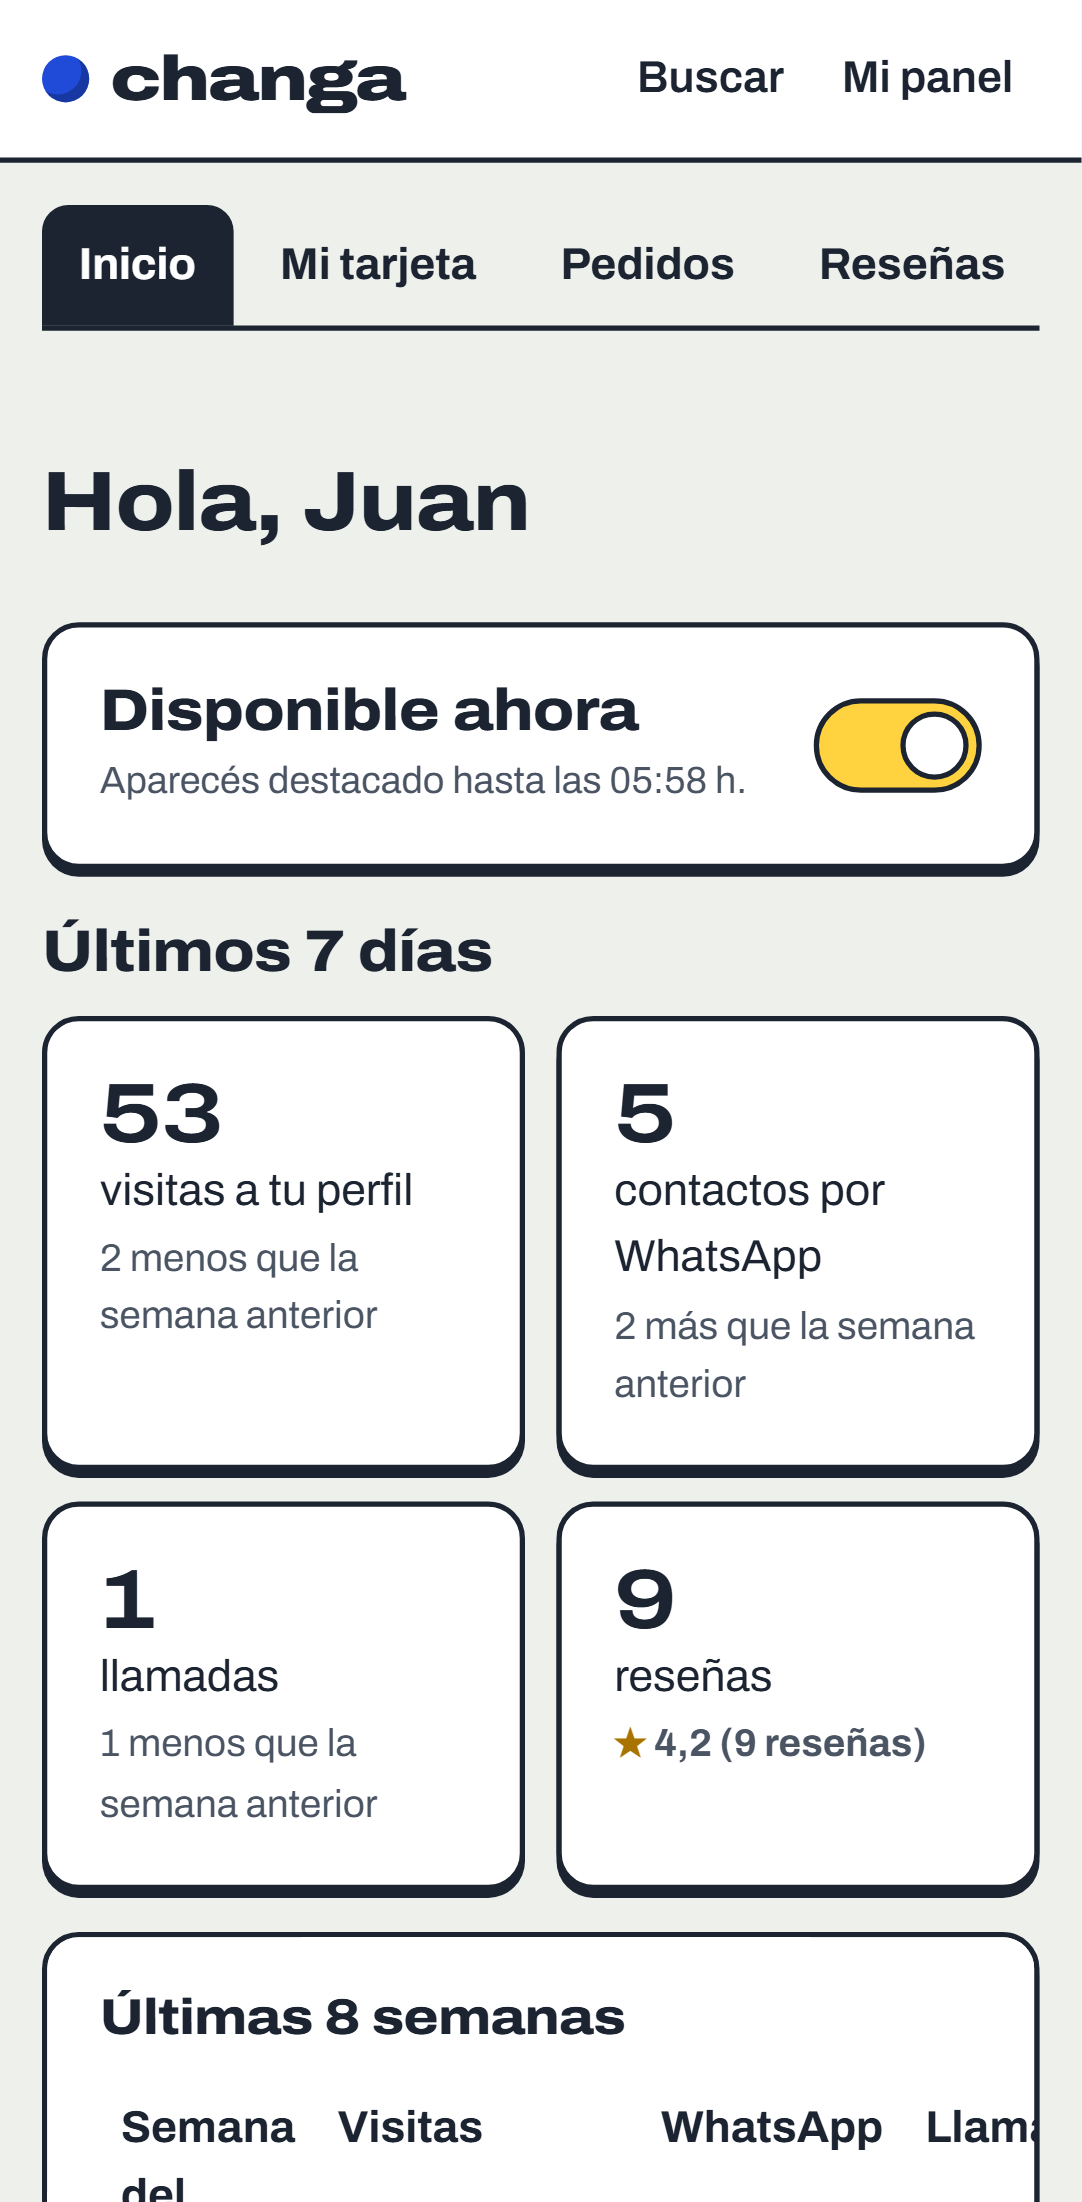 changa
Buscar
Mi panel
Inicio
Mi tarjeta
Pedidos
Reseñas
Hola, Juan
Disponible ahora
Aparecés destacado hasta las 05:58 h.
Últimos 7 días
53
visitas a tu perfil
2 menos que la
semana anterior
5
contactos por
WhatsApp
2 más que la semana
anterior
1
llamadas
1 menos que la
semana anterior
9
reseñas
★ 4,2 (9 reseñas)
Últimas 8 semanas
Semana
del
Visitas
WhatsApp